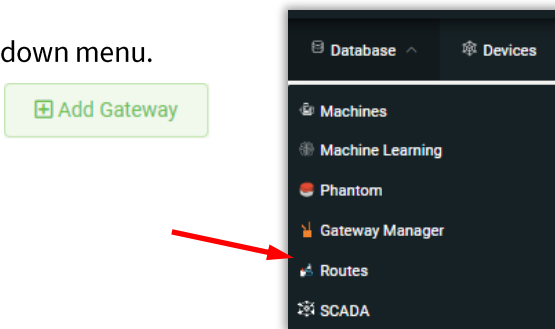 down menu.
Add Gateway
Database
Devices
Machines
Machine Learning
Phantom
Gateway Manager
Routes
SCADA